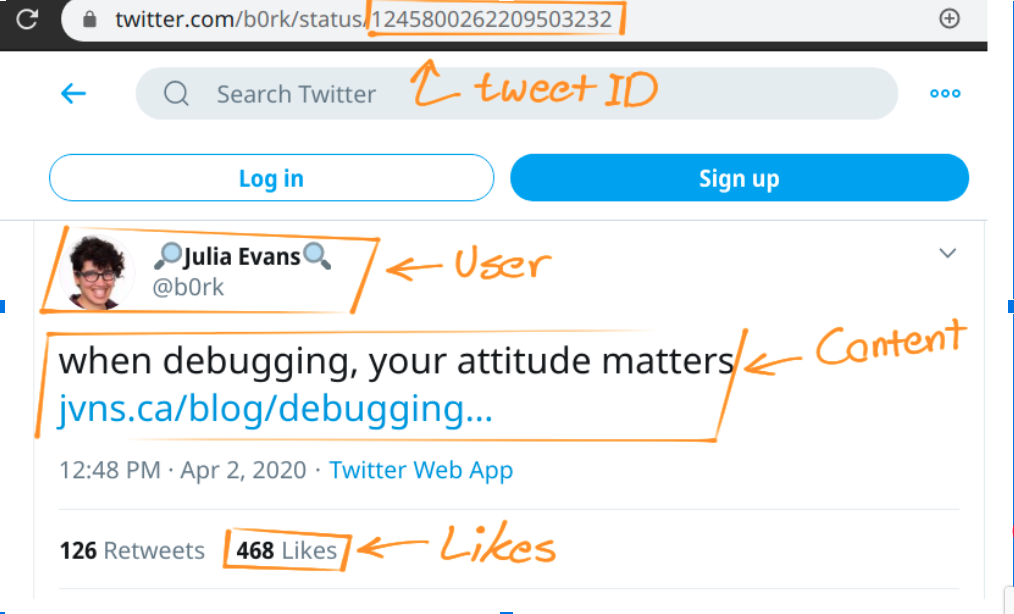 twitter.com/b0rk/status/1245800262209503232
tweet ID
Search Twitter
Log in
Sign up
Julia Evans
@b0rk
User
Content
when debugging, your attitude matters
jvns.ca/blog/debugging...
12:48 PM · Apr 2, 2020 · Twitter Web App
126 Retweets 468 Likes
Likes